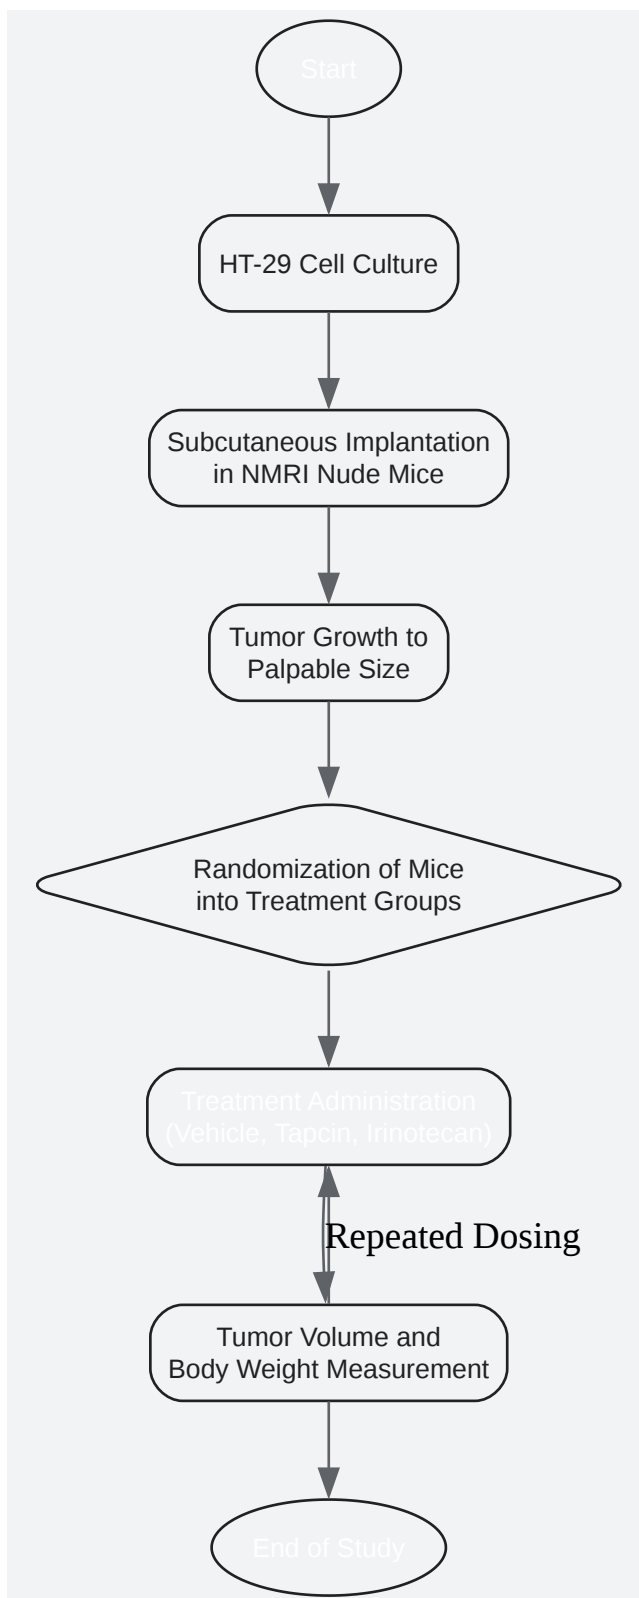 Start
HT-29 Cell Culture
Subcutaneous Implantation
in NMRI Nude Mice
Tumor Growth to
Palpable Size
Randomization of Mice
into Treatment Groups
Treatment Administration
(Vehicle, Tapcin, Irinotecan)
Repeated Dosing
Tumor Volume and
Body Weight Measurement
End of Study